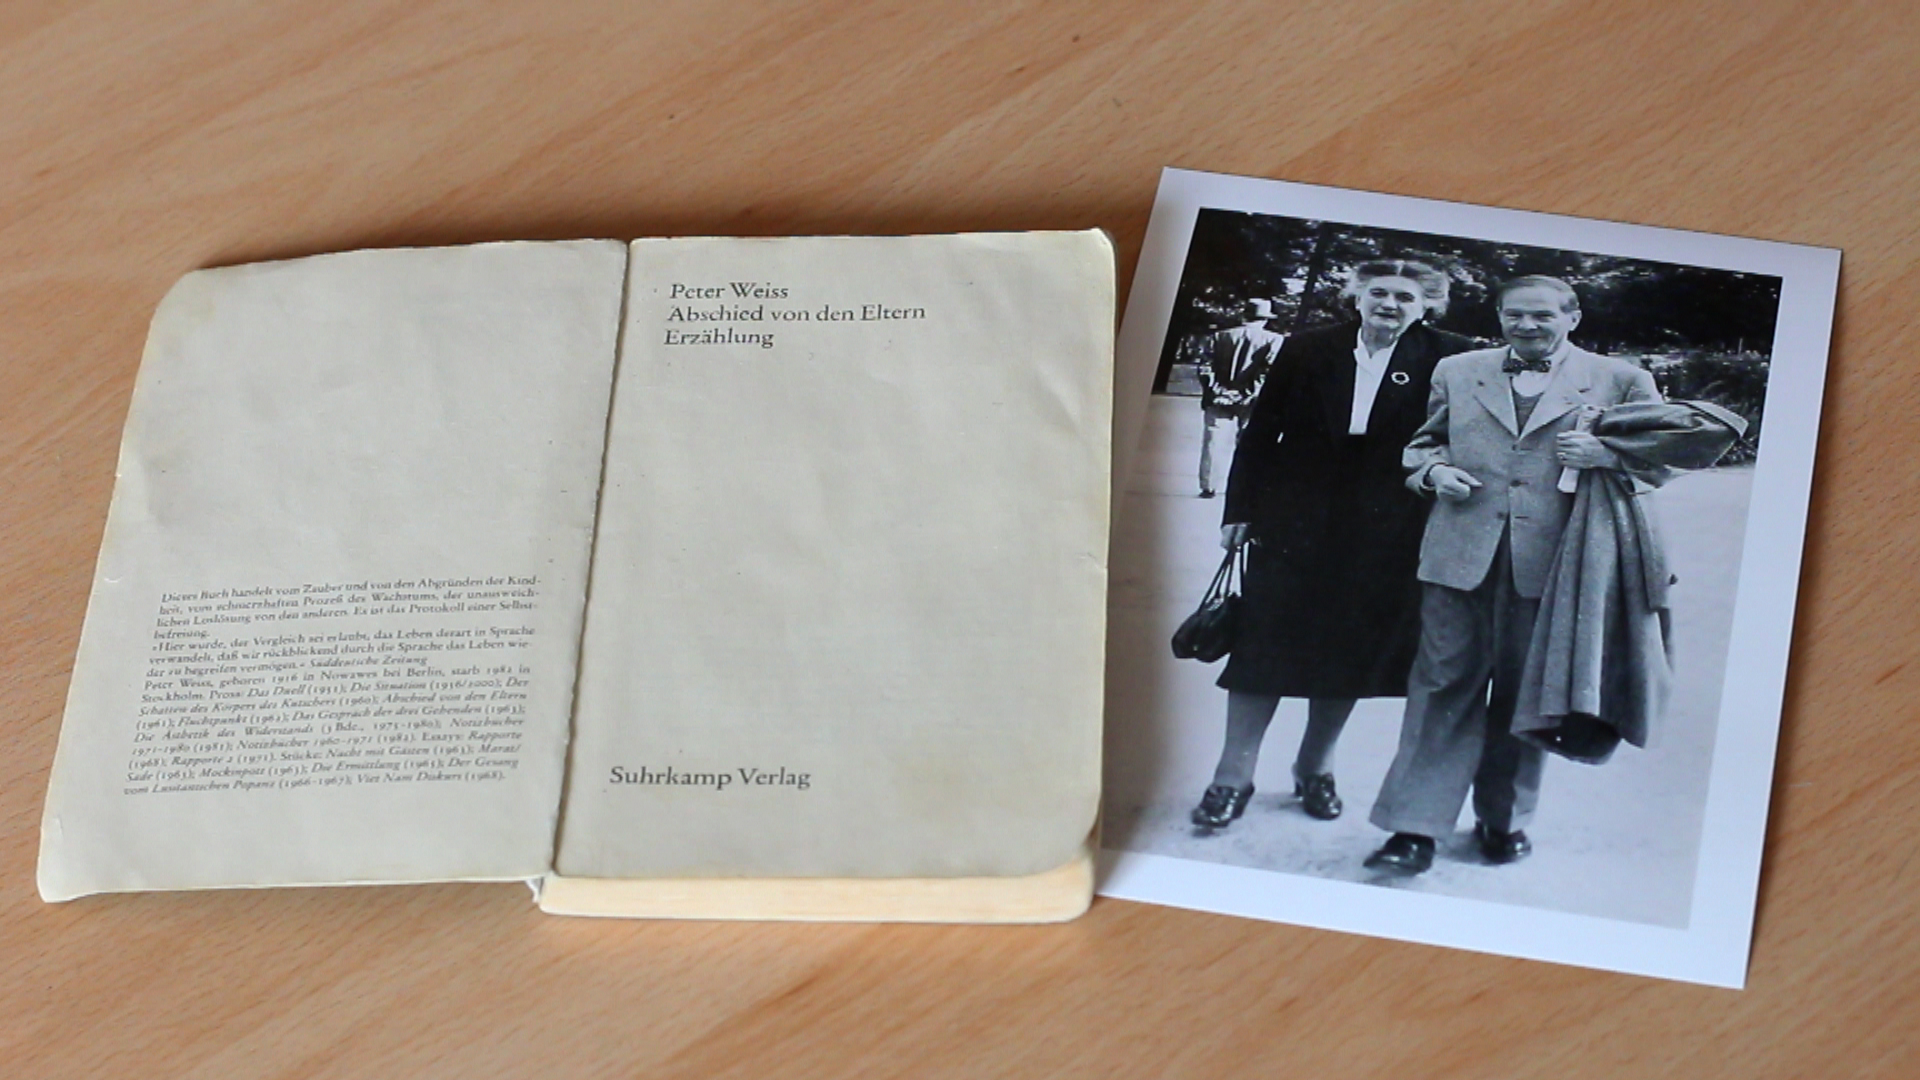 Dieses Buch handelt vom Zauber und von den Abgründen der Kind-
heit, vom schmerzhaften Prozeß des Wachstums, der unausweich-
lichen Loslösung von den anderen. Es ist das Protokoll einer Selbst-
befreiung.
»Hier wurde, der Vergleich sei erlaubt, das Leben derart in Sprache
verwandelt, daß wir rückblickend durch die Sprache das Leben wie-
der zu begreifen vermögen.« Süddeutsche Zeitung
Peter Weiss, geboren 1916 in Nowawes bei Berlin, starb 1982 in
Stockholm. Prosa: Das Duell (1951); Die Situation (1956/2000); Der
Schatten des Körpers des Kutschers (1960); Abschied von den Eltern
(1961); Fluchtpunkt (1962); Das Gespräch der drei Gehenden (1963);
Die Ästhetik des Widerstands (3 Bde., 1975-1980); Notizbücher
1971-1980 (1981); Notizbücher 1960-1971 (1982). Essays: Rapporte
(1968); Rapporte 2 (1971). Stücke: Nacht mit Gästen (1963); Marat/
Sade (1963); Mockinpott (1963); Die Ermittlung (1965); Der Gesang
vom Lusitanischen Popanz (1966-1967); Viet Nam Diskurs (1968).
Peter Weiss
Abschied von den Eltern
Erzählung
Suhrkamp Verlag